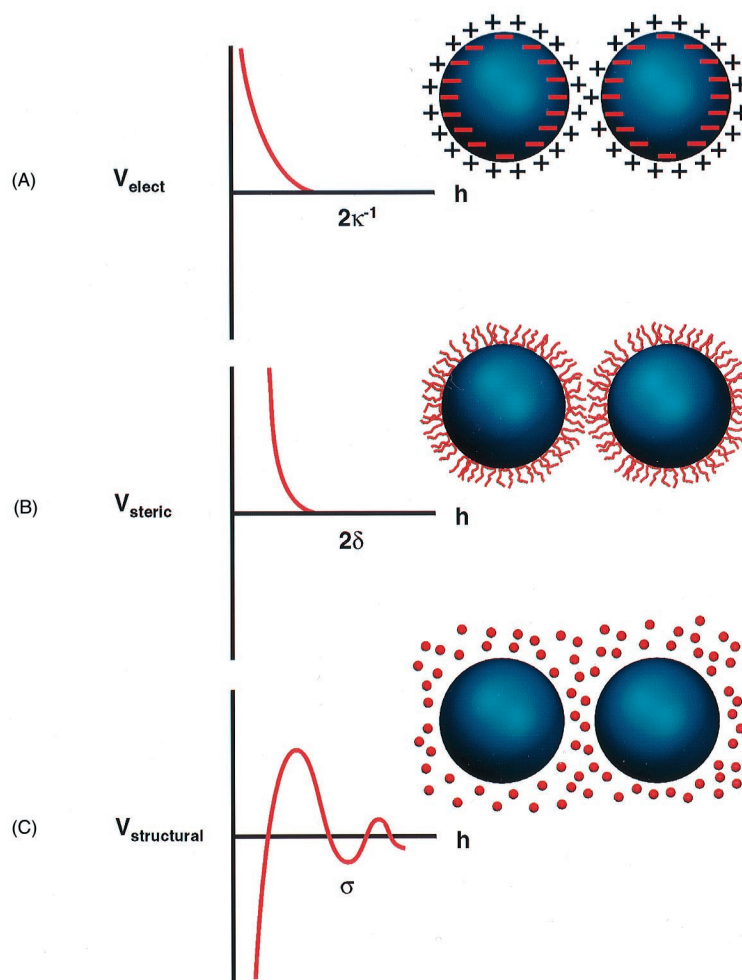 (A)
V_elect
h
2κ⁻¹
(B)
V_steric
h
2δ
(C)
V_structural
h
σ